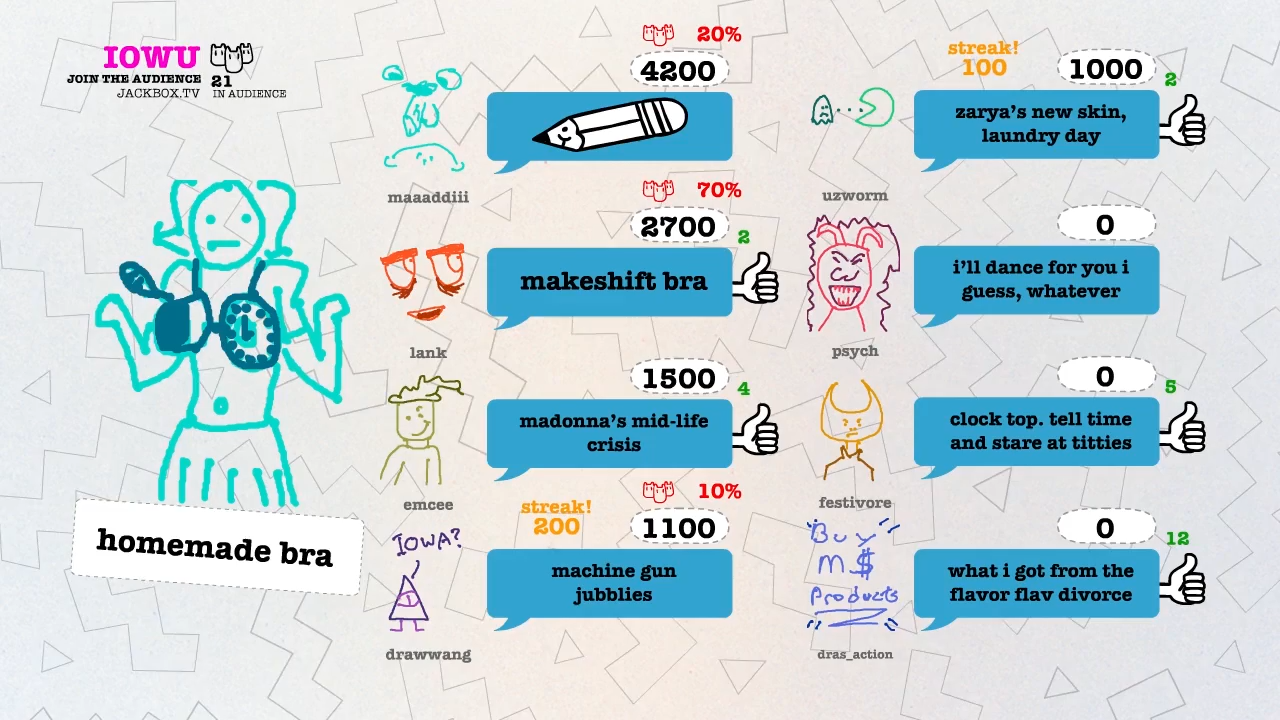 IOWU
JOIN THE AUDIENCE
JACKBOX.TV
21
IN AUDIENCE
homemade bra
20%
4200
maaaddiii
70%
2700
2
makeshift bra
lank
1500
4
madonna's mid-life
crisis
emcee
10%
streak!
200
1100
IOWA?
machine gun
jubblies
drawwang
streak!
100
1000
2
zarya's new skin,
laundry day
uzworm
0
i'll dance for you i
guess, whatever
psych
0
5
clock top. tell time
and stare at titties
festivore
0
12
Buy
M$
Products
what i got from the
flavor flav divorce
dras_action